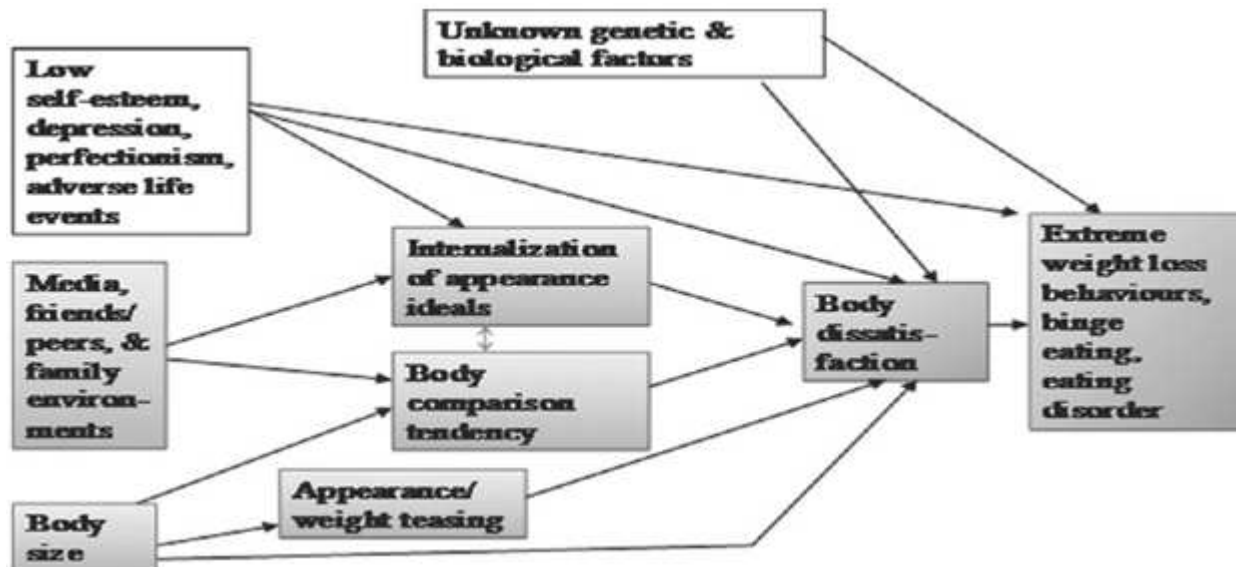 Unknown genetic &
biological factors
Low
self-esteem,
depression,
perfectionism,
adverse life
events
Media,
friends/
peers, &
family
environ-
ments
Internalization
of appearance
ideals
Body
comparison
tendency
Body
dissatis-
faction
Extreme
weight loss
behaviours,
binge
eating,
eating
disorder
Appearance/
weight teasing
Body
size